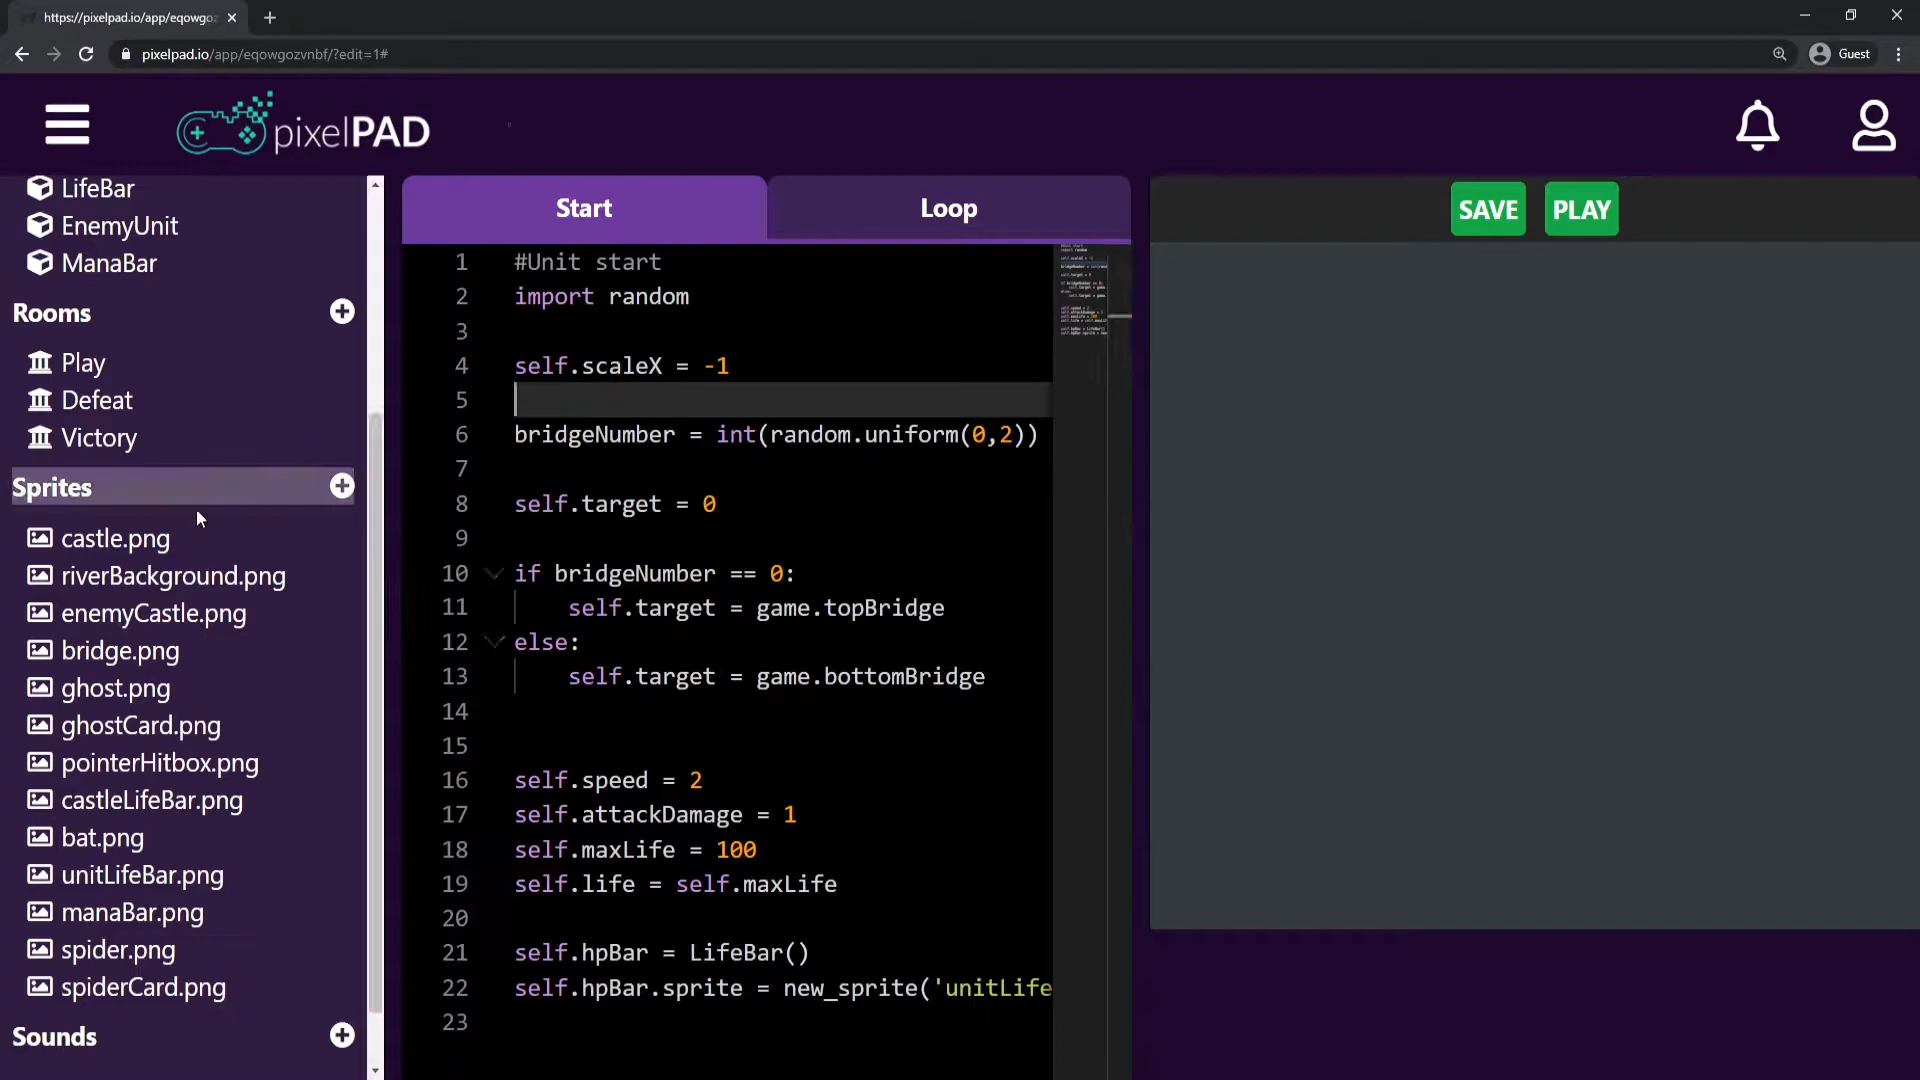 https://pixelpad.io/app/eqowgoz
pixelpad.io/app/eqowgozvnbf/?edit=1#
Guest
pixelPAD
LifeBar
EnemyUnit
ManaBar
Rooms
Play
Defeat
Victory
Sprites
castle.png
riverBackground.png
enemyCastle.png
bridge.png
ghost.png
ghostCard.png
pointerHitbox.png
castleLifeBar.png
bat.png
unitLifeBar.png
manaBar.png
spider.png
spiderCard.png
Sounds
Start
Loop
SAVE
PLAY
1 #Unit start
2 import random
3
4 self.scaleX = -1
5
6 bridgeNumber = int(random.uniform(0,2))
7
8 self.target = 0
9
10 if bridgeNumber == 0:
11 self.target = game.topBridge
12 else:
13 self.target = game.bottomBridge
14
15
16 self.speed = 2
17 self.attackDamage = 1
18 self.maxLife = 100
19 self.life = self.maxLife
20
21 self.hpBar = LifeBar()
22 self.hpBar.sprite = new_sprite('unitLife
23